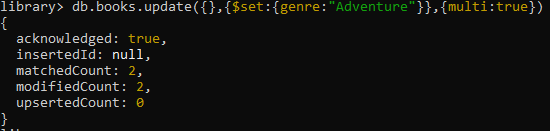 library> db.books.update({},{$set:{genre:"Adventure"}},{multi:true})
{
  acknowledged: true,
  insertedId: null,
  matchedCount: 2,
  modifiedCount: 2,
  upsertedCount: 0
}